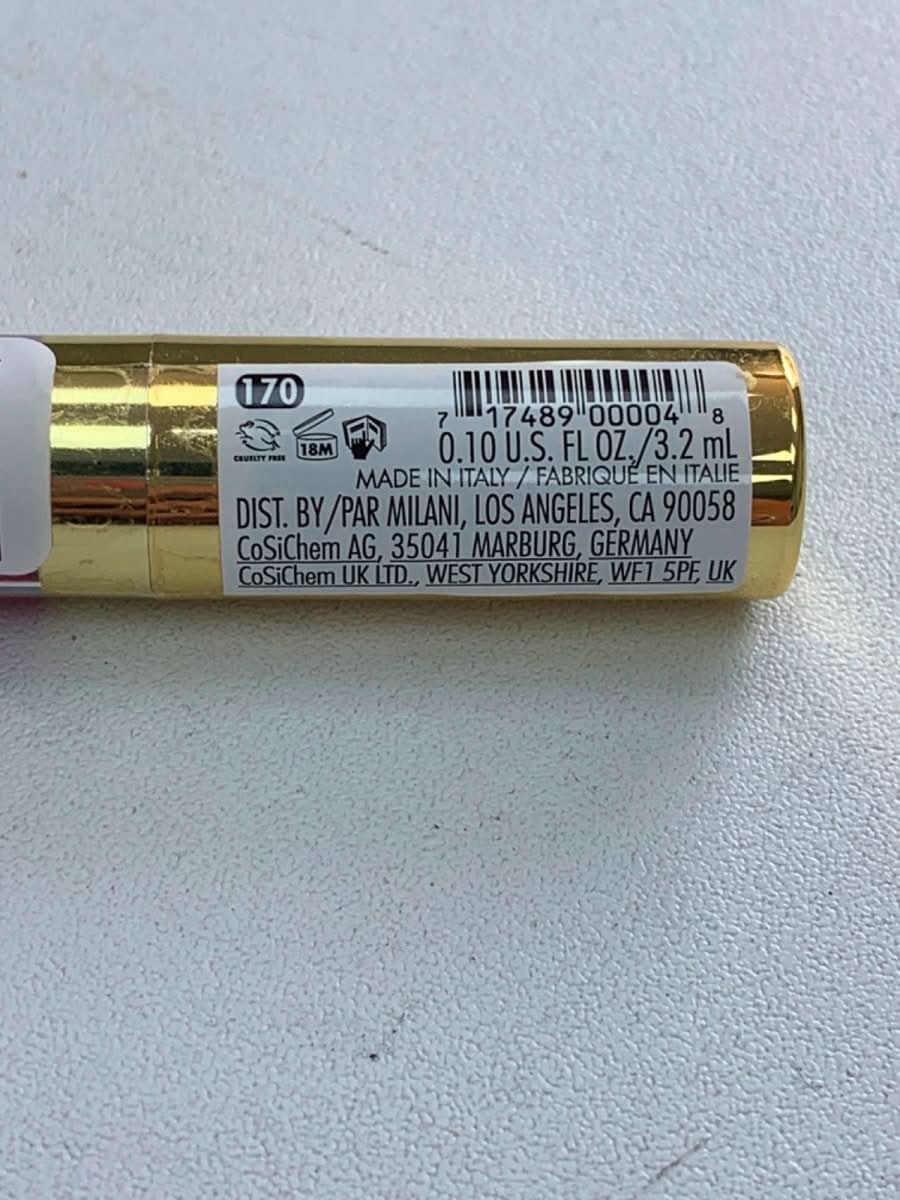 170
CRUELTY FREE
18M
7 17489 00004 8
0.10 U.S. FL OZ./3.2 mL
MADE IN ITALY / FABRIQUÉ EN ITALIE
DIST. BY/PAR MILANI, LOS ANGELES, CA 90058
CoSiChem AG, 35041 MARBURG, GERMANY
CoSiChem UK LTD., WEST YORKSHIRE, WF1 5PF, UK